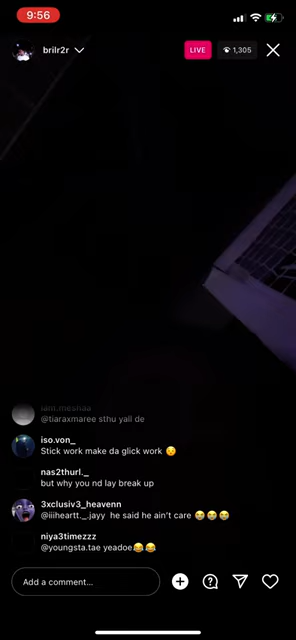 9:56
brilr2r
LIVE
1,305
iam.meshaa
@tiaraxmaree sthu yall de
iso.von_
Stick work make da glick work 😔
nas2thurl._
but why you nd lay break up
3xclusiv3_heavenn
@iiiheartt._.jayy he said he ain't care 😭😭😭
niya3timezzz
@youngsta.tae yeadoe😂😂
Add a comment...